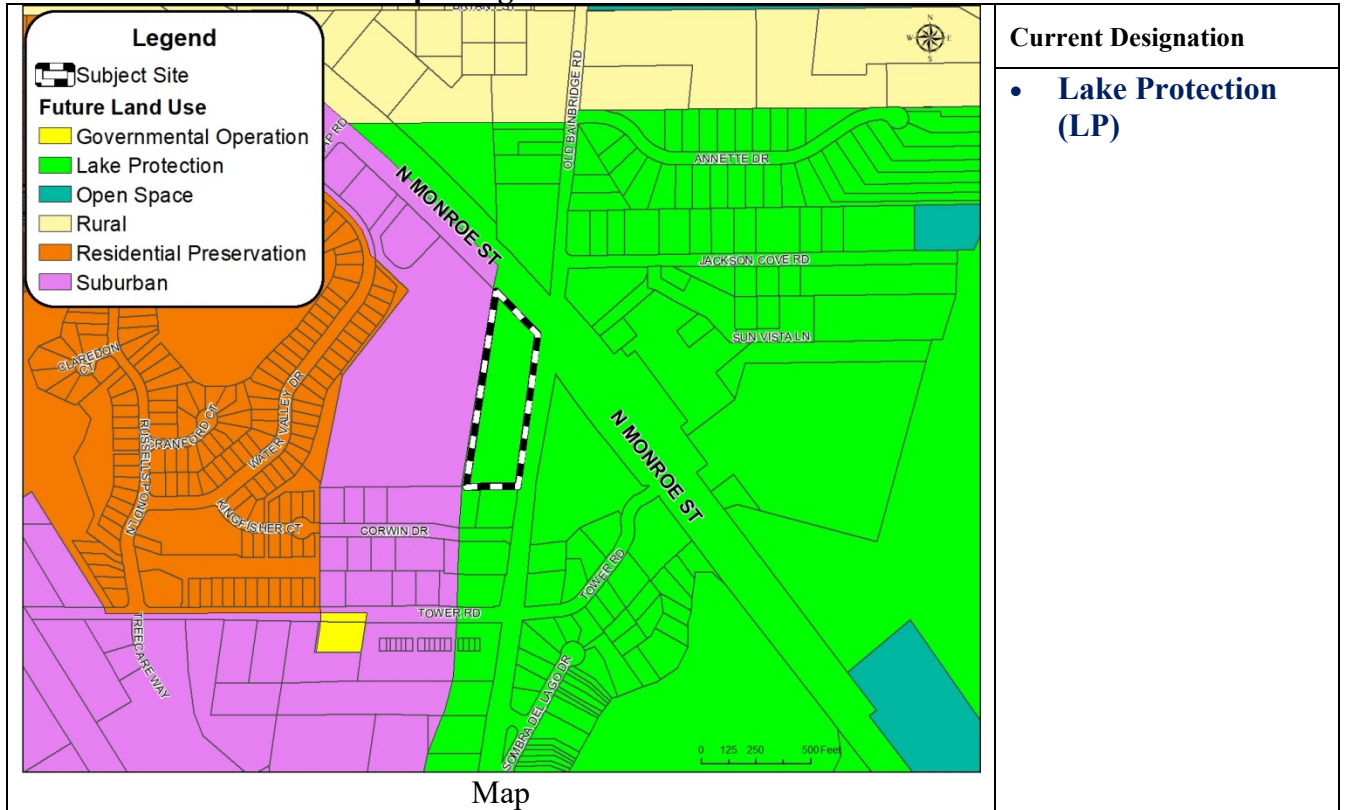 BRYANT ST
Legend
Subject Site
Future Land Use
Governmental Operation
Lake Protection
Open Space
Rural
Residential Preservation
Suburban
N
W E
S
OLD BAINBRIDGE RD
ANNETTE DR
N MONROE ST
JACKSON COVE RD
SUN VISTA LN
CLAREDON
CT
CRANFORD CT
WATER VALLEY DR
RUSSELLS POND LN
KINGFISHER CT
CORWIN DR
N MONROE ST
TOWER RD
TOWER RD
TREECARE WAY
SOMBRA DEL LAGO DR
0 125 250 500 Feet
Map
Current Designation
• Lake Protection
(LP)